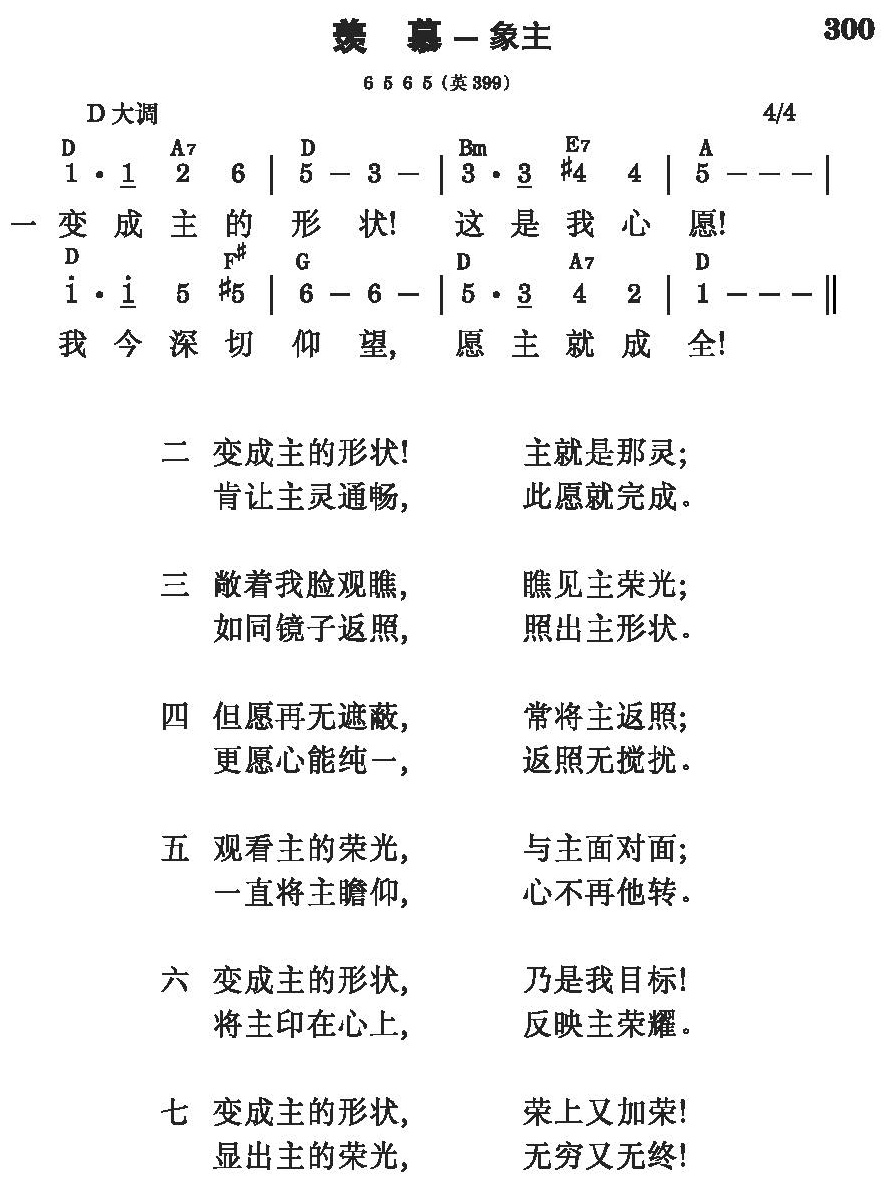 羡 慕 — 象主 300
6 5 6 5 (英 399)
D 大调 4/4
D A7 D Bm E7 A
1 · 1 2 6 | 5 — 3 — | 3 · 3 ♯4 4 | 5 — — — |
一 变 成 主 的 形 状! 这 是 我 心 愿!
D F♯ G D A7 D
i · i 5 ♯5 | 6 — 6 — | 5 · 3 4 2 | 1 — — — ‖
我 今 深 切 仰 望, 愿 主 就 成 全!
二 变成主的形状! 主就是那灵;
肯让主灵通畅, 此愿就完成。
三 敞着我脸观瞧, 瞧见主荣光;
如同镜子返照, 照出主形状。
四 但愿再无遮蔽, 常将主返照;
更愿心能纯一, 返照无搅扰。
五 观看主的荣光, 与主面对面;
一直将主瞻仰, 心不再他转。
六 变成主的形状, 乃是我目标!
将主印在心上, 反映主荣耀。
七 变成主的形状, 荣上又加荣!
显出主的荣光, 无穷又无终!